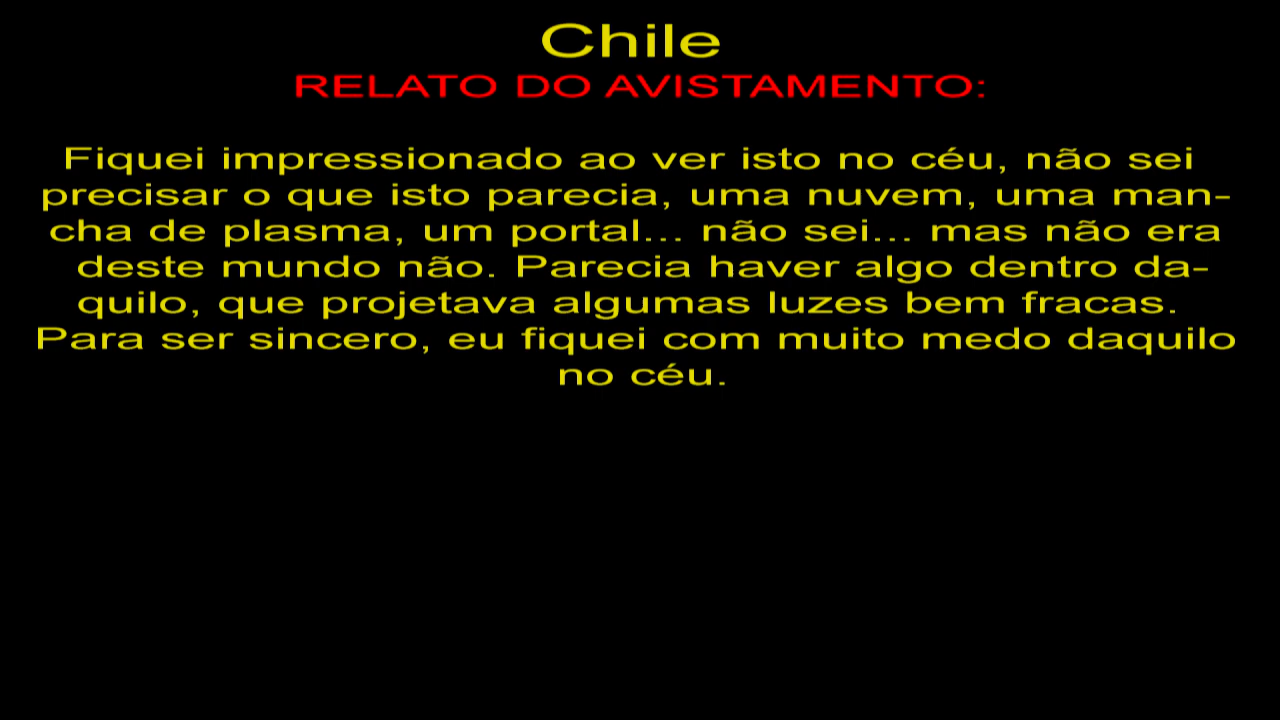 Chile
RELATO DO AVISTAMENTO:
Fiquei impressionado ao ver isto no céu, não sei
precisar o que isto parecia, uma nuvem, uma man-
cha de plasma, um portal... não sei... mas não era
deste mundo não. Parecia haver algo dentro da-
quilo, que projetava algumas luzes bem fracas.
Para ser sincero, eu fiquei com muito medo daquilo
no céu.